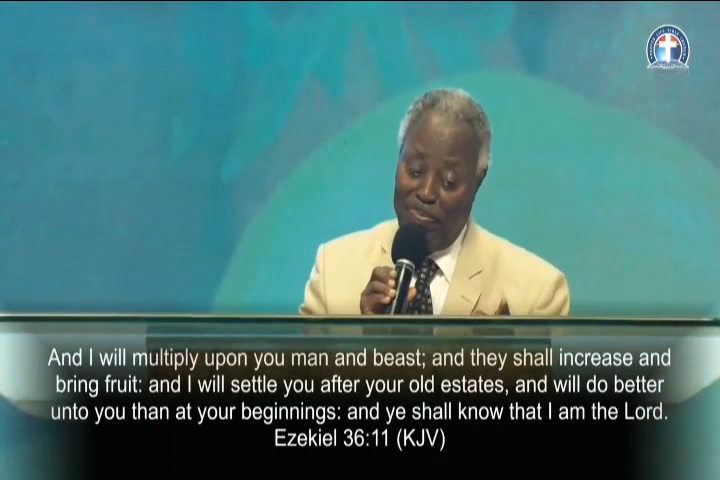 And I will multiply upon you man and beast; and they shall increase and
bring fruit: and I will settle you after your old estates, and will do better
unto you than at your beginnings: and ye shall know that I am the Lord.
Ezekiel 36:11 (KJV)